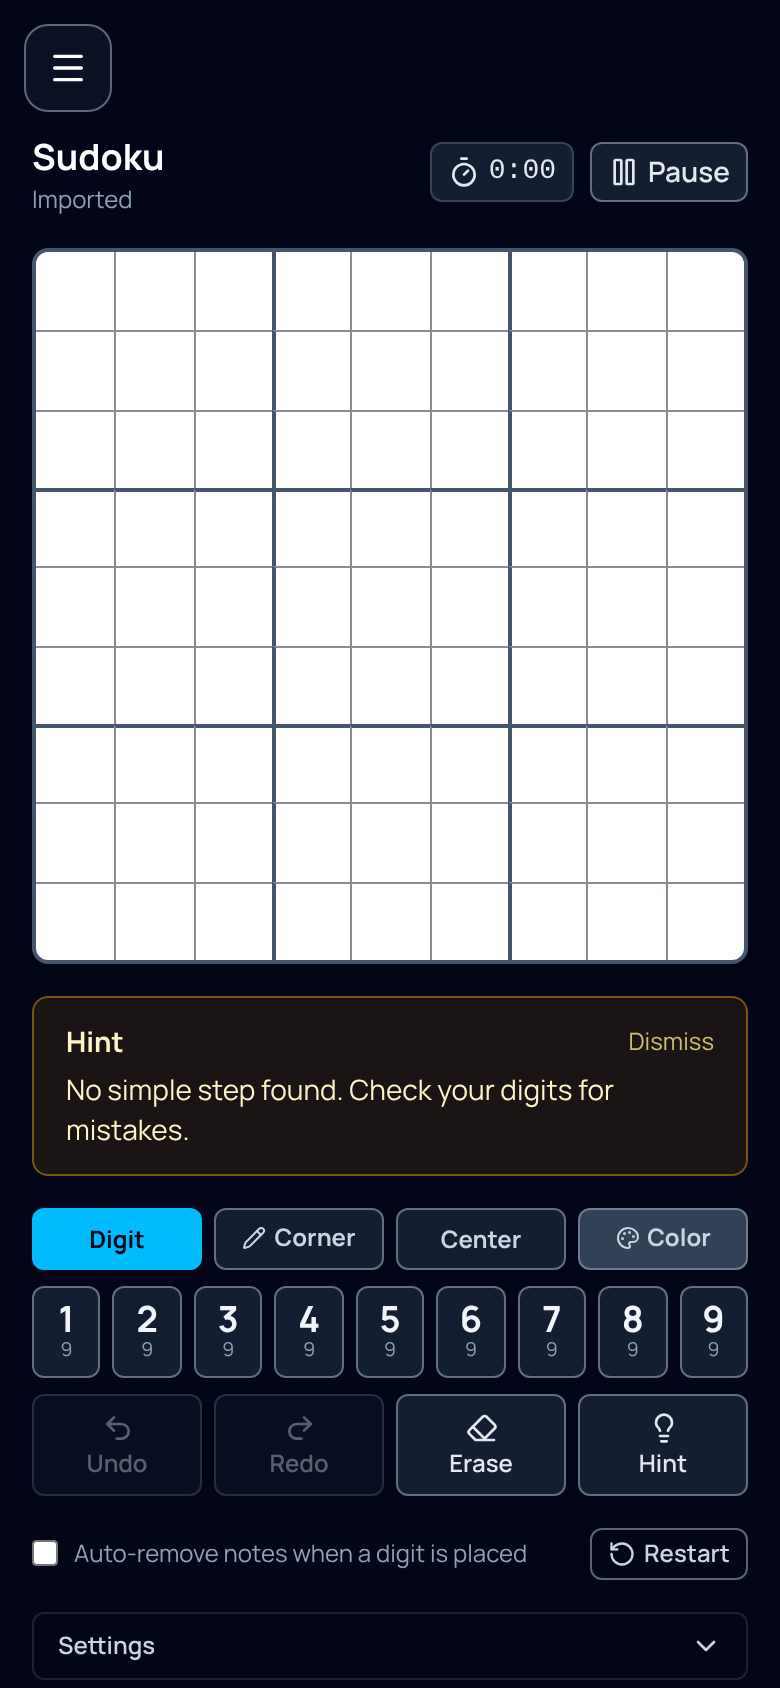 Sudoku
Imported
0:00
Pause
Hint
Dismiss
No simple step found. Check your digits for
mistakes.
Digit
Corner
Center
Color
1 2 3 4 5 6 7 8 9
9 9 9 9 9 9 9 9 9
Undo
Redo
Erase
Hint
Auto-remove notes when a digit is placed
Restart
Settings